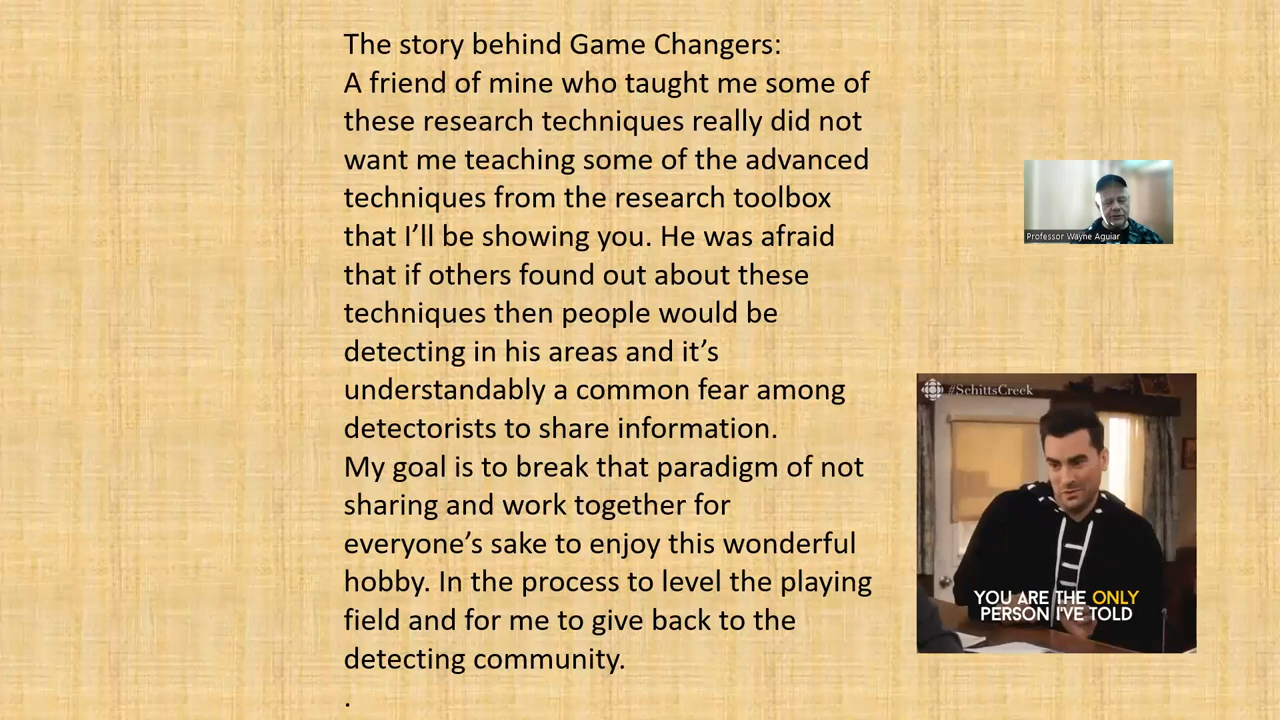 The story behind Game Changers:
A friend of mine who taught me some of
these research techniques really did not
want me teaching some of the advanced
techniques from the research toolbox
that I’ll be showing you. He was afraid
that if others found out about these
techniques then people would be
detecting in his areas and it’s
understandably a common fear among
detectorists to share information.
My goal is to break that paradigm of not
sharing and work together for
everyone’s sake to enjoy this wonderful
hobby. In the process to level the playing
field and for me to give back to the
detecting community.
.
Professor Wayne Aguiar
#SchittsCreek
YOU ARE THE ONLY
PERSON I'VE TOLD